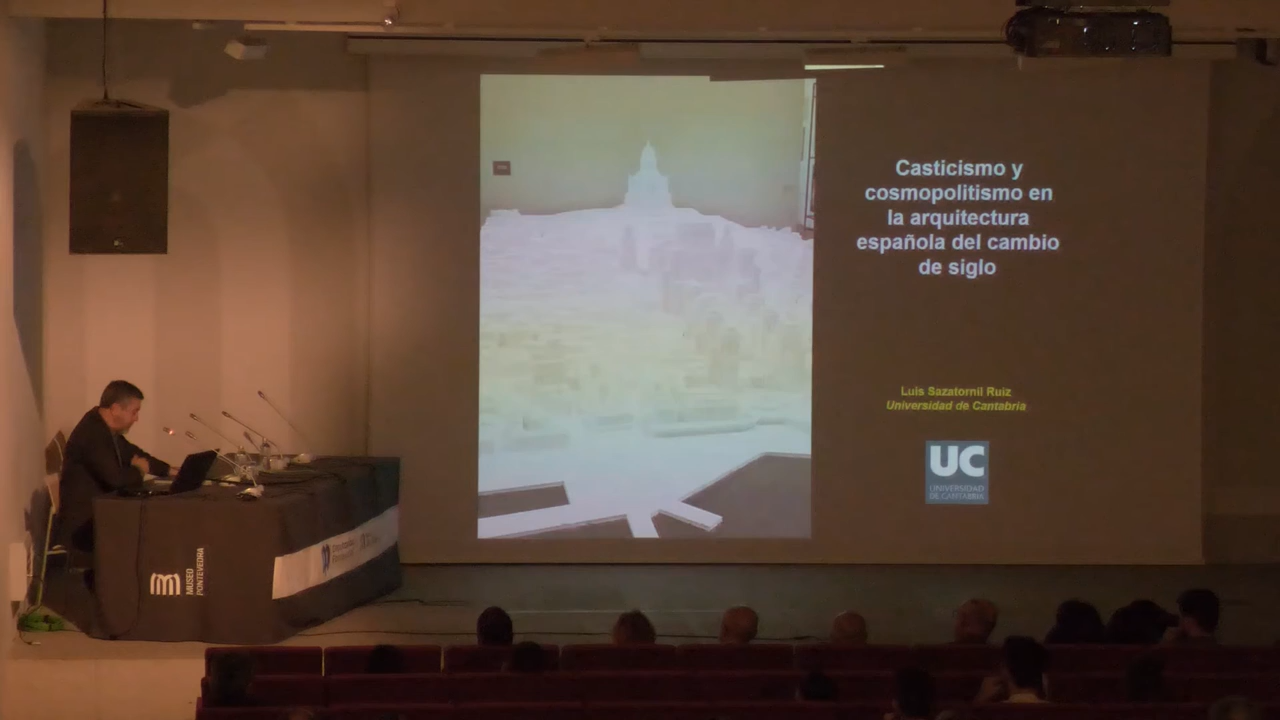 Casticismo y
cosmopolitismo en
la arquitectura
española del cambio
de siglo
Luis Sazatornil Ruiz
Universidad de Cantabria
UC
UNIVERSIDAD
DE CANTABRIA
MUSEO
PONTEVEDRA